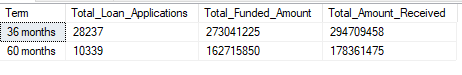 Term Total_Loan_Applications Total_Funded_Amount Total_Amount_Received
36 months 28237 273041225 294709458
60 months 10339 162715850 178361475